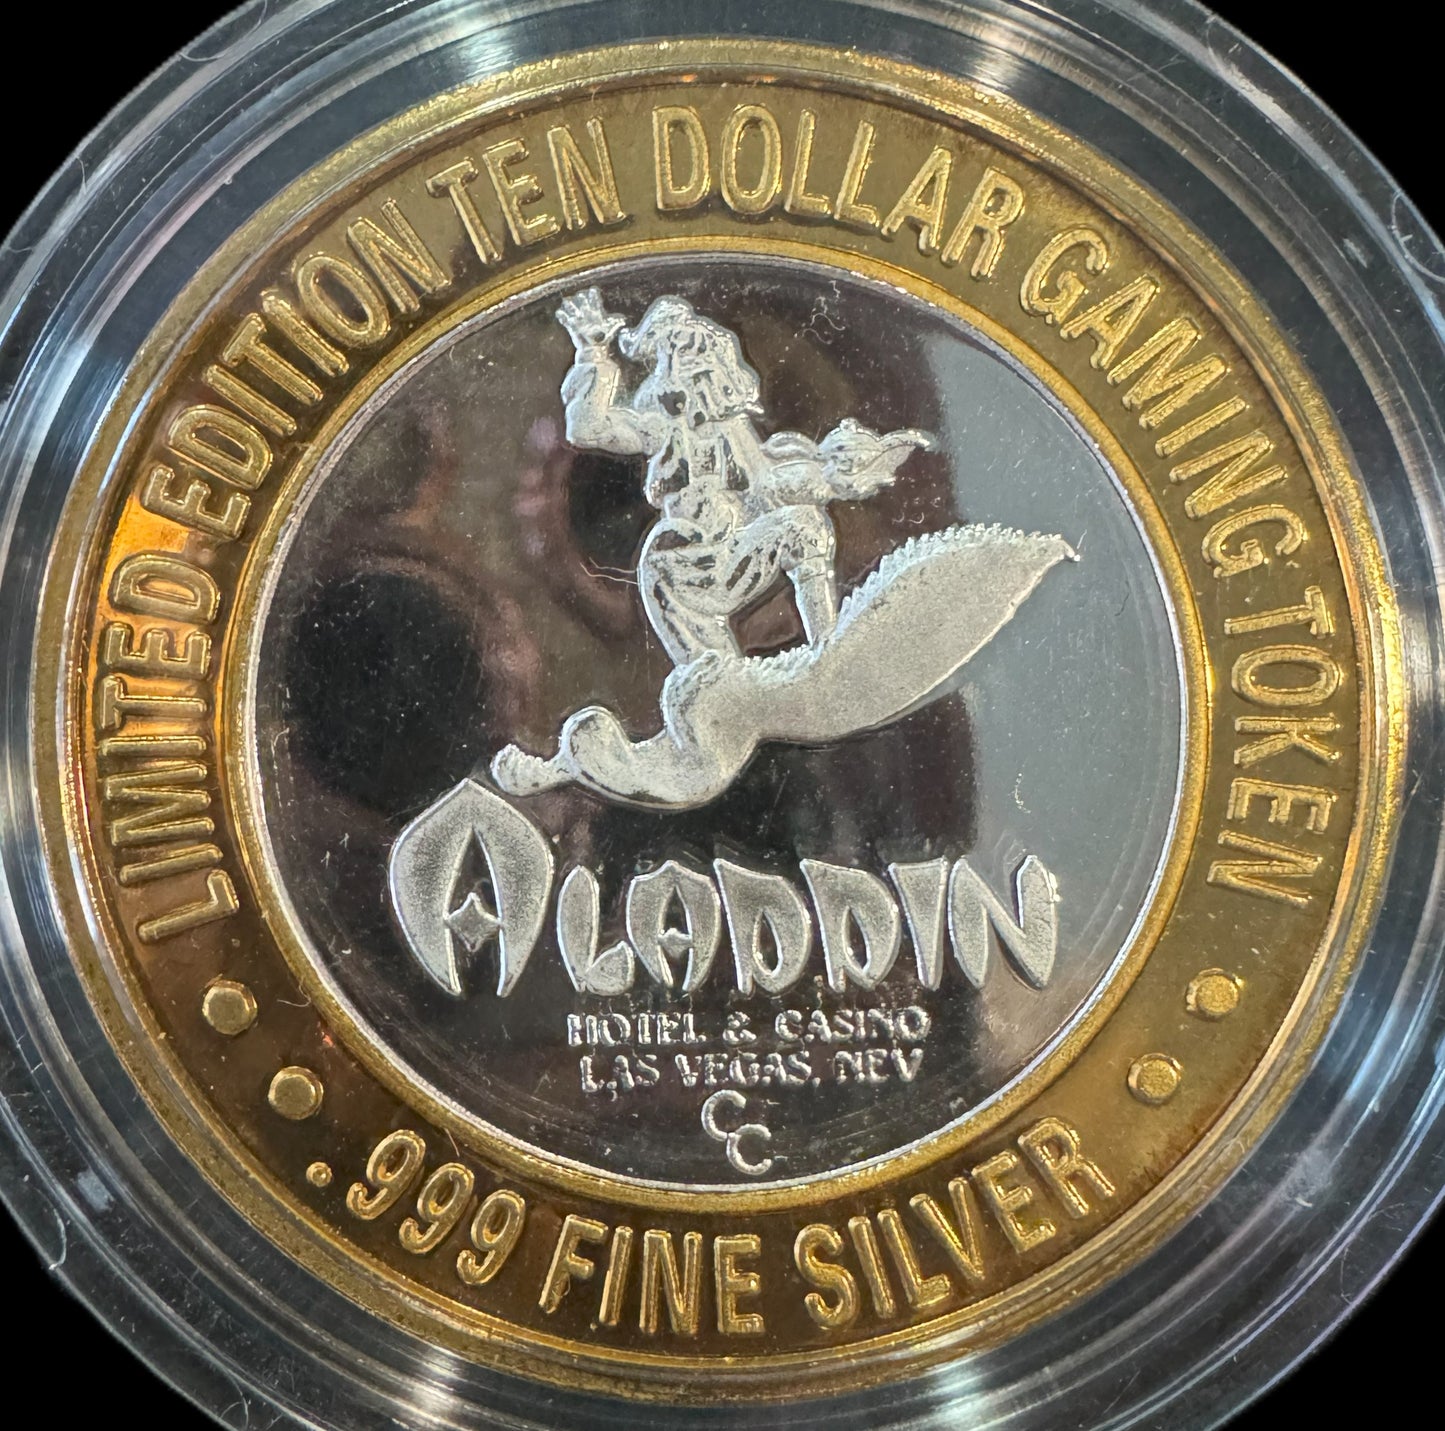 LIMITED EDITION TEN DOLLAR GAMING TOKEN
ALADDIN
HOTEL & CASINO
LAS VEGAS, NEV
CC
.999 FINE SILVER